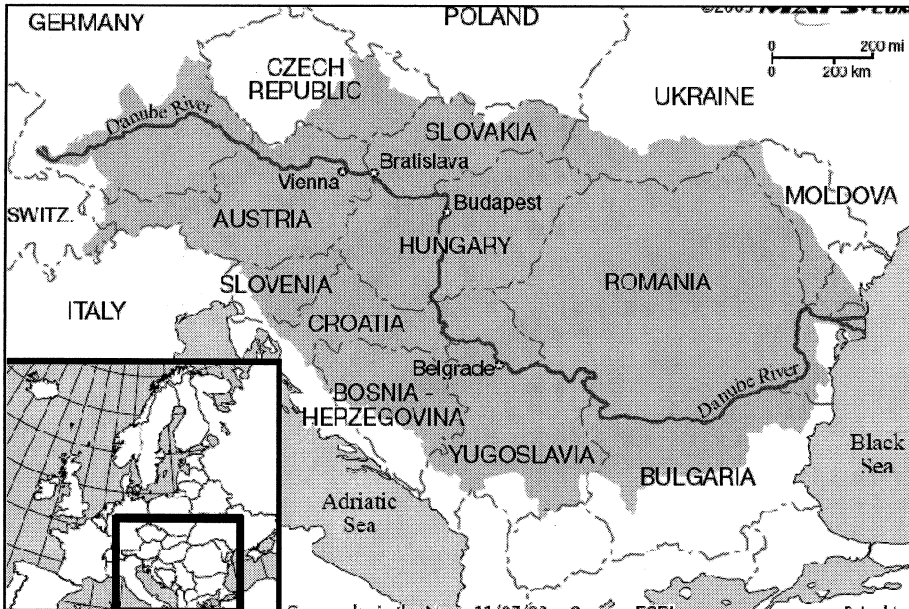 GERMANY
POLAND
©2003
0 200 mi
0 200 km
CZECH
REPUBLIC
UKRAINE
Danube River
SLOVAKIA
Bratislava
Vienna
MOLDOVA
SWITZ.
AUSTRIA
Budapest
HUNGARY
SLOVENIA
ROMANIA
ITALY
CROATIA
Belgrade
BOSNIA -
HERZEGOVINA
Danube River
YUGOSLAVIA
BULGARIA
Black
Sea
Adriatic
Sea